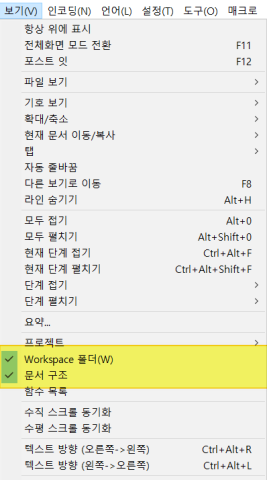 보기(V) 인코딩(N) 언어(L) 설정(T) 도구(O) 매크로
항상 위에 표시
전체화면 모드 전환 F11
포스트 잇 F12
파일 보기
기호 보기
확대/축소
현재 문서 이동/복사
탭
자동 줄바꿈
다른 보기로 이동 F8
라인 숨기기 Alt+H
모두 접기 Alt+0
모두 펼치기 Alt+Shift+0
현재 단계 접기 Ctrl+Alt+F
현재 단계 펼치기 Ctrl+Alt+Shift+F
단계 접기
단계 펼치기
요약...
프로젝트
Workspace 폴더(W)
문서 구조
함수 목록
수직 스크롤 동기화
수평 스크롤 동기화
텍스트 방향 (오른쪽->왼쪽) Ctrl+Alt+R
텍스트 방향 (왼쪽->오른쪽) Ctrl+Alt+L